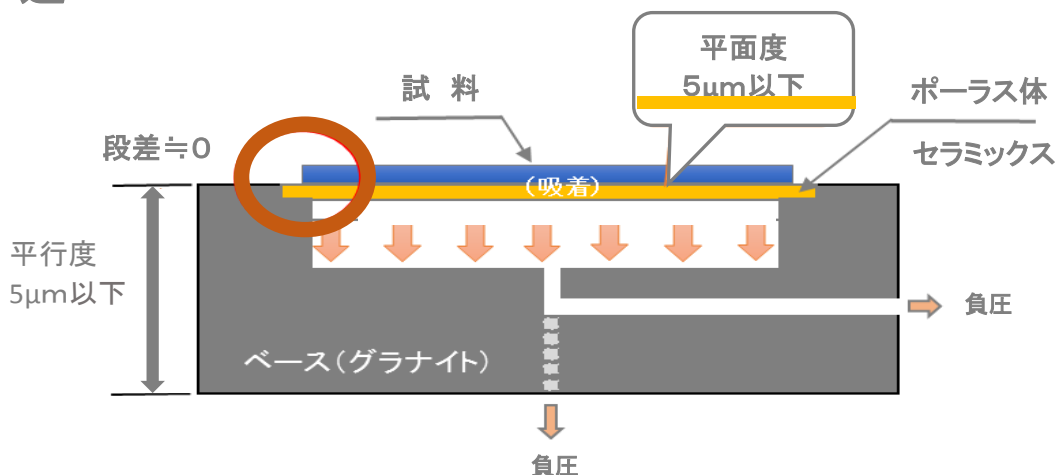 平面度
5μm以下
試 料
ポーラス体
セラミックス
段差≒0
(吸着)
平行度
5μm以下
負圧
ベース(グラナイト)
負圧